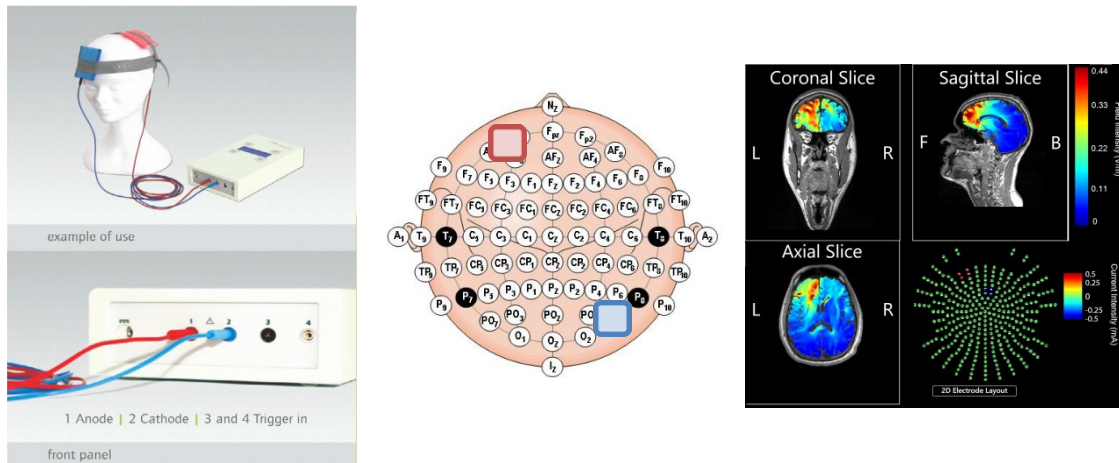 example of use
1 2 3 4
1 Anode | 2 Cathode | 3 and 4 Trigger in
front panel
Nz
Fpz Fp2
AFz AF4 AF8
F9 F7 F5 F3 F1 Fz F2 F4 F6 F8 F10
FT9 FT7 FC5 FC3 FC1 FCz FC2 FC4 FC6 FT8 FT10
A1 T9 T7 C5 C3 C1 Cz C2 C4 C6 T8 T10 A2
TP9 TP7 CP5 CP3 CP1 CPz CP2 CP4 CP6 TP8 TP10
P9 P7 P5 P3 P1 Pz P2 P4 P6 P8 P10
PO7 PO3 POz PO
O1 Oz O2
Iz
Coronal Slice
L R
Sagittal Slice
F B
0.44
0.33
0.22
0.11
0
Field Intensity (V/m)
Axial Slice
L R
0.5
0
-0.5
Current Intensity (mA)
2D Electrode Layout